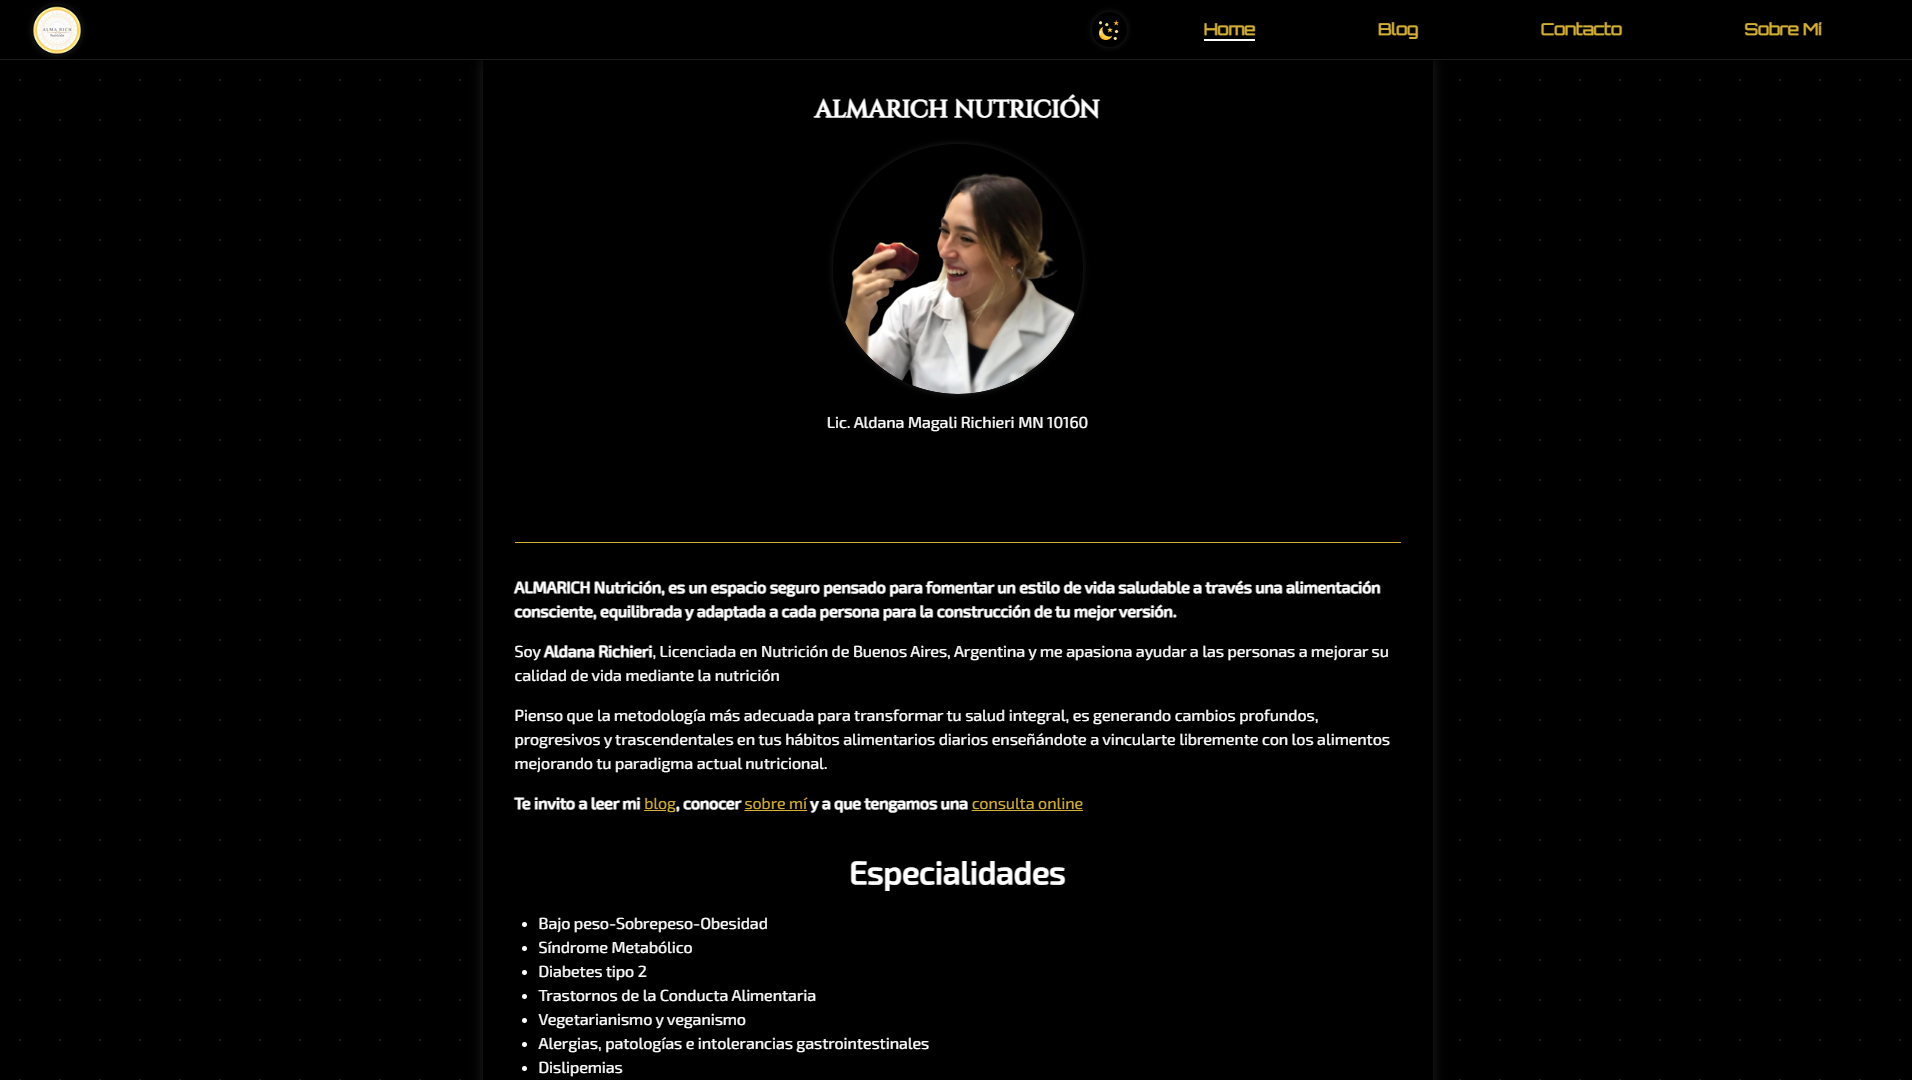 ALMA RICH
Home
Blog
Contacto
Sobre Mí
ALMARICH NUTRICIÓN
Lic. Aldana Magali Richieri MN 10160
ALMARICH Nutrición, es un espacio seguro pensado para fomentar un estilo de vida saludable a través una alimentación
consciente, equilibrada y adaptada a cada persona para la construcción de tu mejor versión.
Soy Aldana Richieri, Licenciada en Nutrición de Buenos Aires, Argentina y me apasiona ayudar a las personas a mejorar su
calidad de vida mediante la nutrición
Pienso que la metodología más adecuada para transformar tu salud integral, es generando cambios profundos,
progresivos y trascendentales en tus hábitos alimentarios diarios enseñándote a vincularte libremente con los alimentos
mejorando tu paradigma actual nutricional.
Te invito a leer mi blog, conocer sobre mí y a que tengamos una consulta online
Especialidades
• Bajo peso-Sobrepeso-Obesidad
• Síndrome Metabólico
• Diabetes tipo 2
• Trastornos de la Conducta Alimentaria
• Vegetarianismo y veganismo
• Alergias, patologías e intolerancias gastrointestinales
• Dislipemias